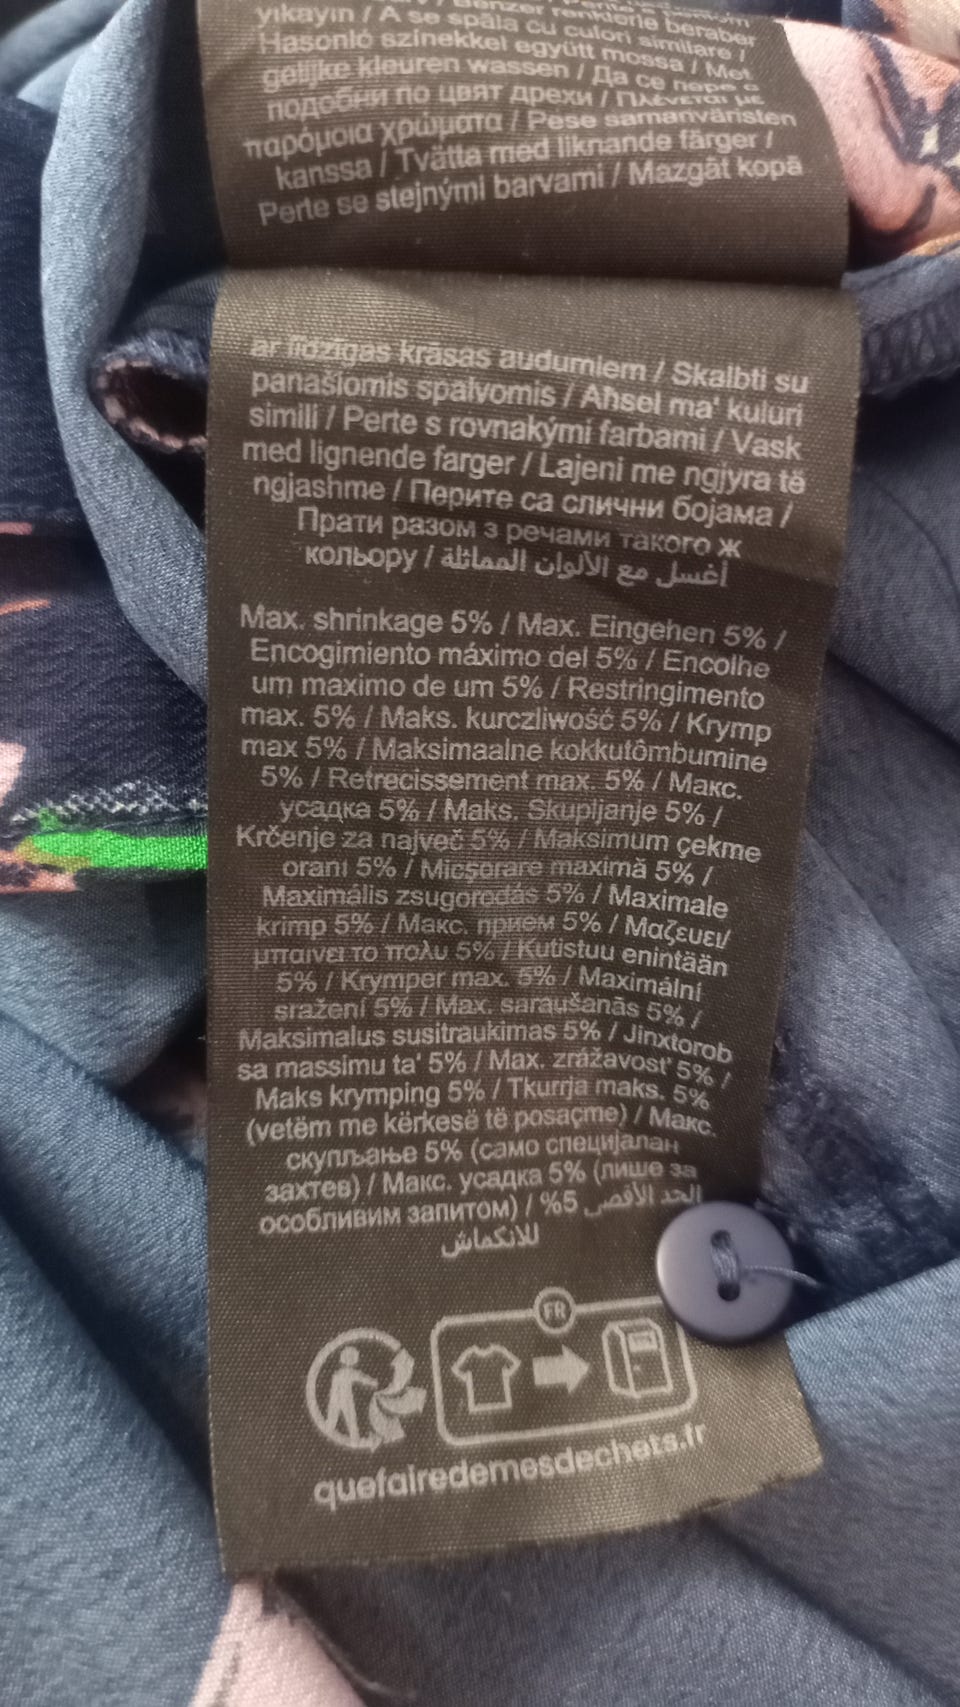 Benzer renklerle beraber
yıkayın / A se spăla cu culori similare /
Hasonló színekkel együtt mossa / Met
gelijke kleuren wassen / Да се пере с
подобни по цвят дрехи / Πλένεται με
παρόμοια χρώματα / Pese samanväristen
kanssa / Tvätta med liknande färger /
Perte se stejnými barvami / Mazgāt kopā
ar līdzīgas krāsas audumiem / Skalbti su
panašiomis spalvomis / Aħsel ma' kuluri
simili / Perte s rovnakými farbami / Vask
med lignende farger / Lajeni me ngjyra të
ngjashme / Перите са слични бојама /
Прати разом з речами такого ж
кольору / أغسل مع الألوان المماثلة
Max. shrinkage 5% / Max. Eingehen 5% /
Encogimiento máximo del 5% / Encolhe
um maximo de um 5% / Restringimento
max. 5% / Maks. kurczliwość 5% / Krymp
max 5% / Maksimaalne kokkutõmbumine
5% / Retrecissement max. 5% / Макс.
усадка 5% / Maks. Skupljanje 5% /
Krčenje za največ 5% / Maksimum çekme
oranı 5% / Micşorare maximă 5% /
Maximális zsugorodás 5% / Maximale
krimp 5% / Макс. прием 5% / Μαζευει/
μπαινει το πολυ 5% / Kutistuu enintään
5% / Krymper max. 5% / Maximální
sražení 5% / Max. saraušanās 5% /
Maksimalus susitraukimas 5% / Jinxtorob
sa massimu ta' 5% / Max. zrážavosť 5% /
Maks krymping 5% / Tkurrja maks. 5%
(vetëm me kërkesë të posaçme) / Макс.
скупљање 5% (само специјалан
захтев) / Макс. усадка 5% (лише за
особливим запитом) / %5 الحد الأقصى
للانكماش
FR
quefairedemesdechets.fr